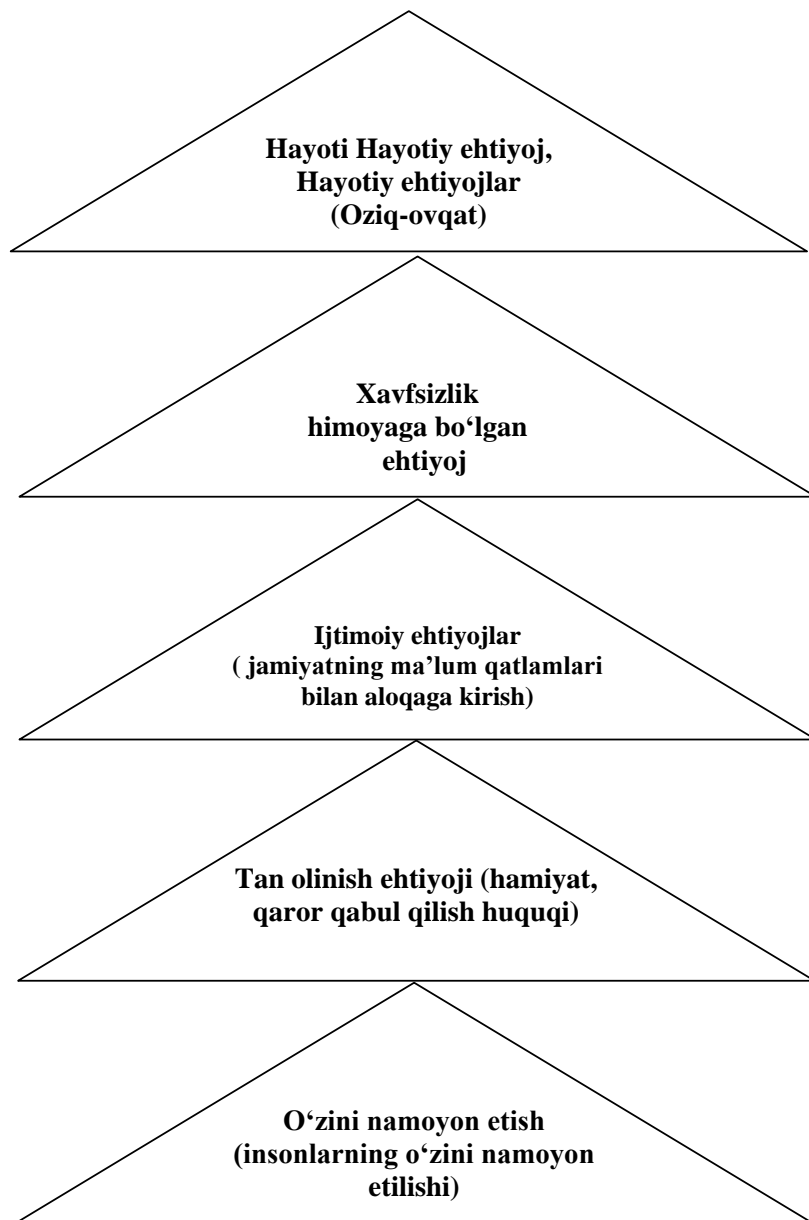 Hayoti Hayotiy ehtiyoj,
Hayotiy ehtiyojlar
(Oziq-ovqat)
Xavfsizlik
himoyaga bo‘lgan
ehtiyoj
Ijtimoiy ehtiyojlar
( jamiyatning ma’lum qatlamlari
bilan aloqaga kirish)
Tan olinish ehtiyoji (hamiyat,
qaror qabul qilish huquqi)
O‘zini namoyon etish
(insonlarning o‘zini namoyon
etilishi)